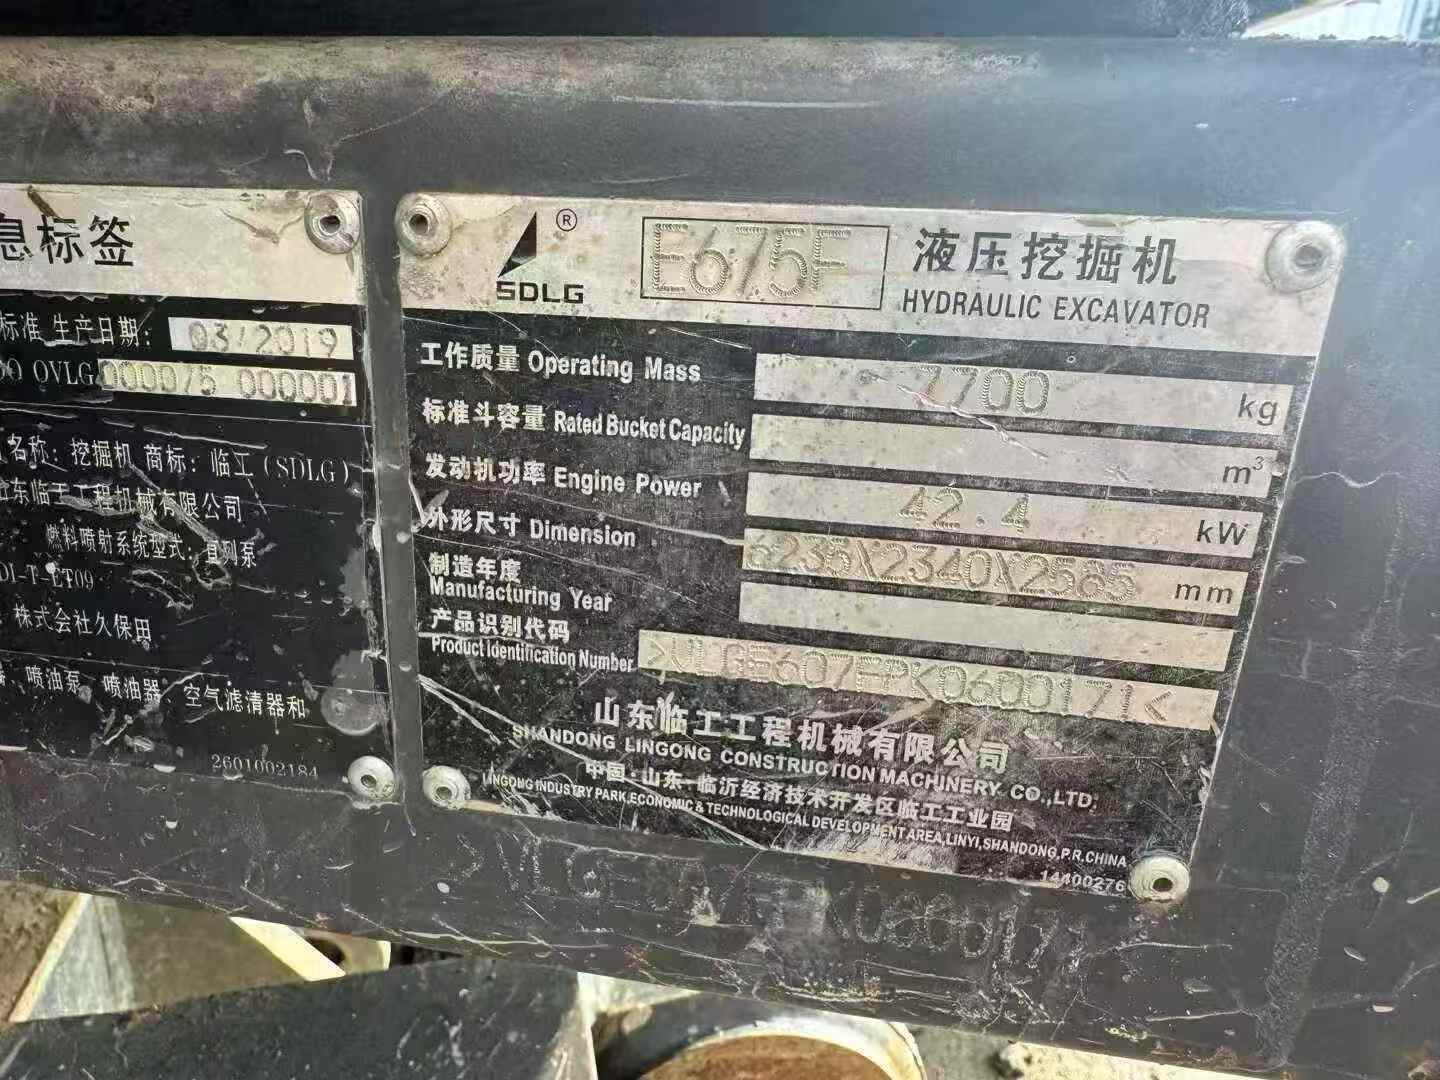 息标签
标准 生产日期: 03/2019
00 OVLG 000075 000001
名称: 挖掘机 商标: 临工 (SDLG)
山东临工工程机械有限公司
燃料喷射系统型式: 直列泵
DI-T-ET09
株式会社久保田
喷油泵、喷油器、空气滤清器和
2601002184
®
SDLG
E675F
液压挖掘机
HYDRAULIC EXCAVATOR
工作质量 Operating Mass 7700 kg
标准斗容量 Rated Bucket Capacity m³
发动机功率 Engine Power 42.4 kW
外形尺寸 Dimension 6235X2340X2585 mm
制造年度
Manufacturing Year
产品识别代码
Product Identification Number >VLGE607FPK0600171<
山东临工工程机械有限公司
SHANDONG LINGONG CONSTRUCTION MACHINERY CO.,LTD.
中国·山东·临沂经济技术开发区临工工业园
LINGONG INDUSTRY PARK,ECONOMIC & TECHNOLOGICAL DEVELOPMENT AREA,LINYI,SHANDONG,P.R.CHINA
14400276